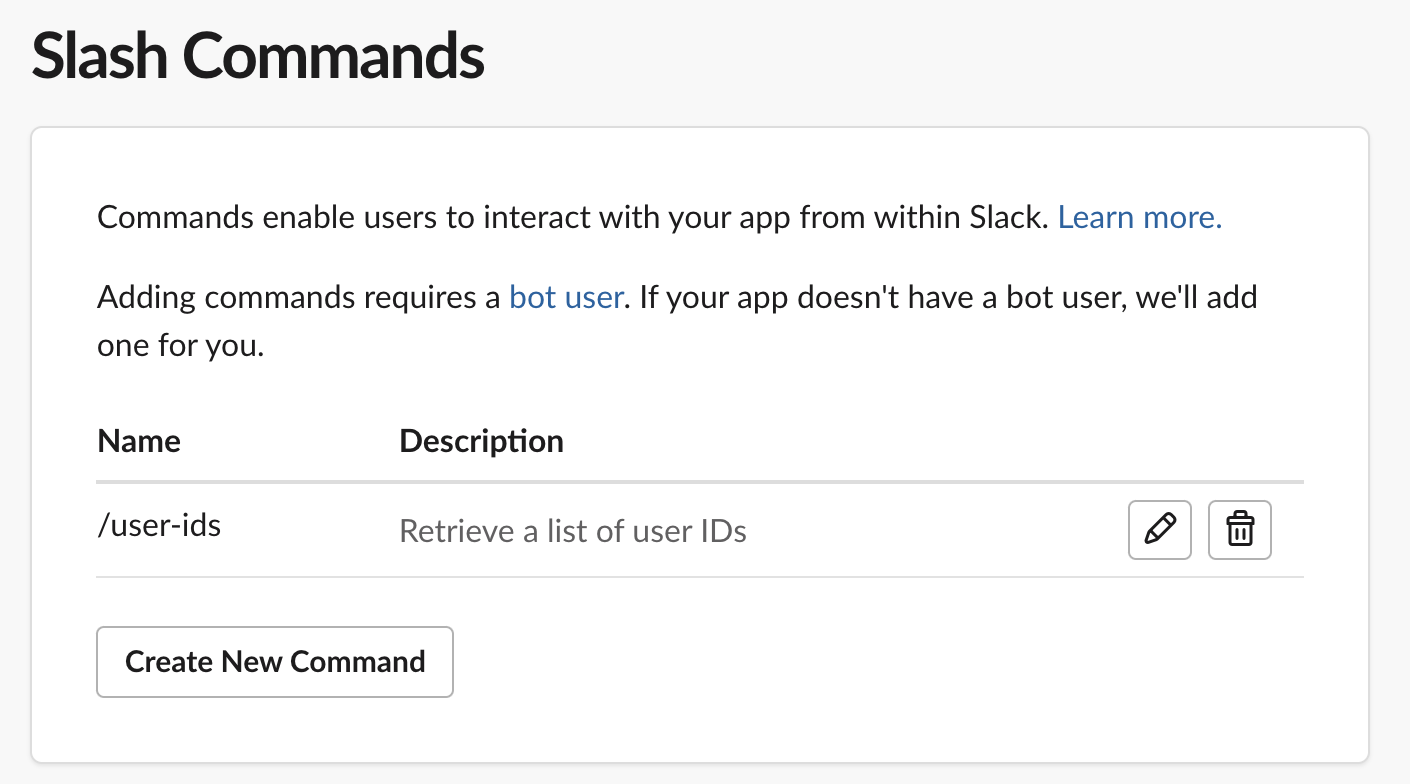 Slash Commands
Commands enable users to interact with your app from within Slack. Learn more.
Adding commands requires a bot user. If your app doesn't have a bot user, we'll add
one for you.
Name Description
/user-ids Retrieve a list of user IDs
Create New Command